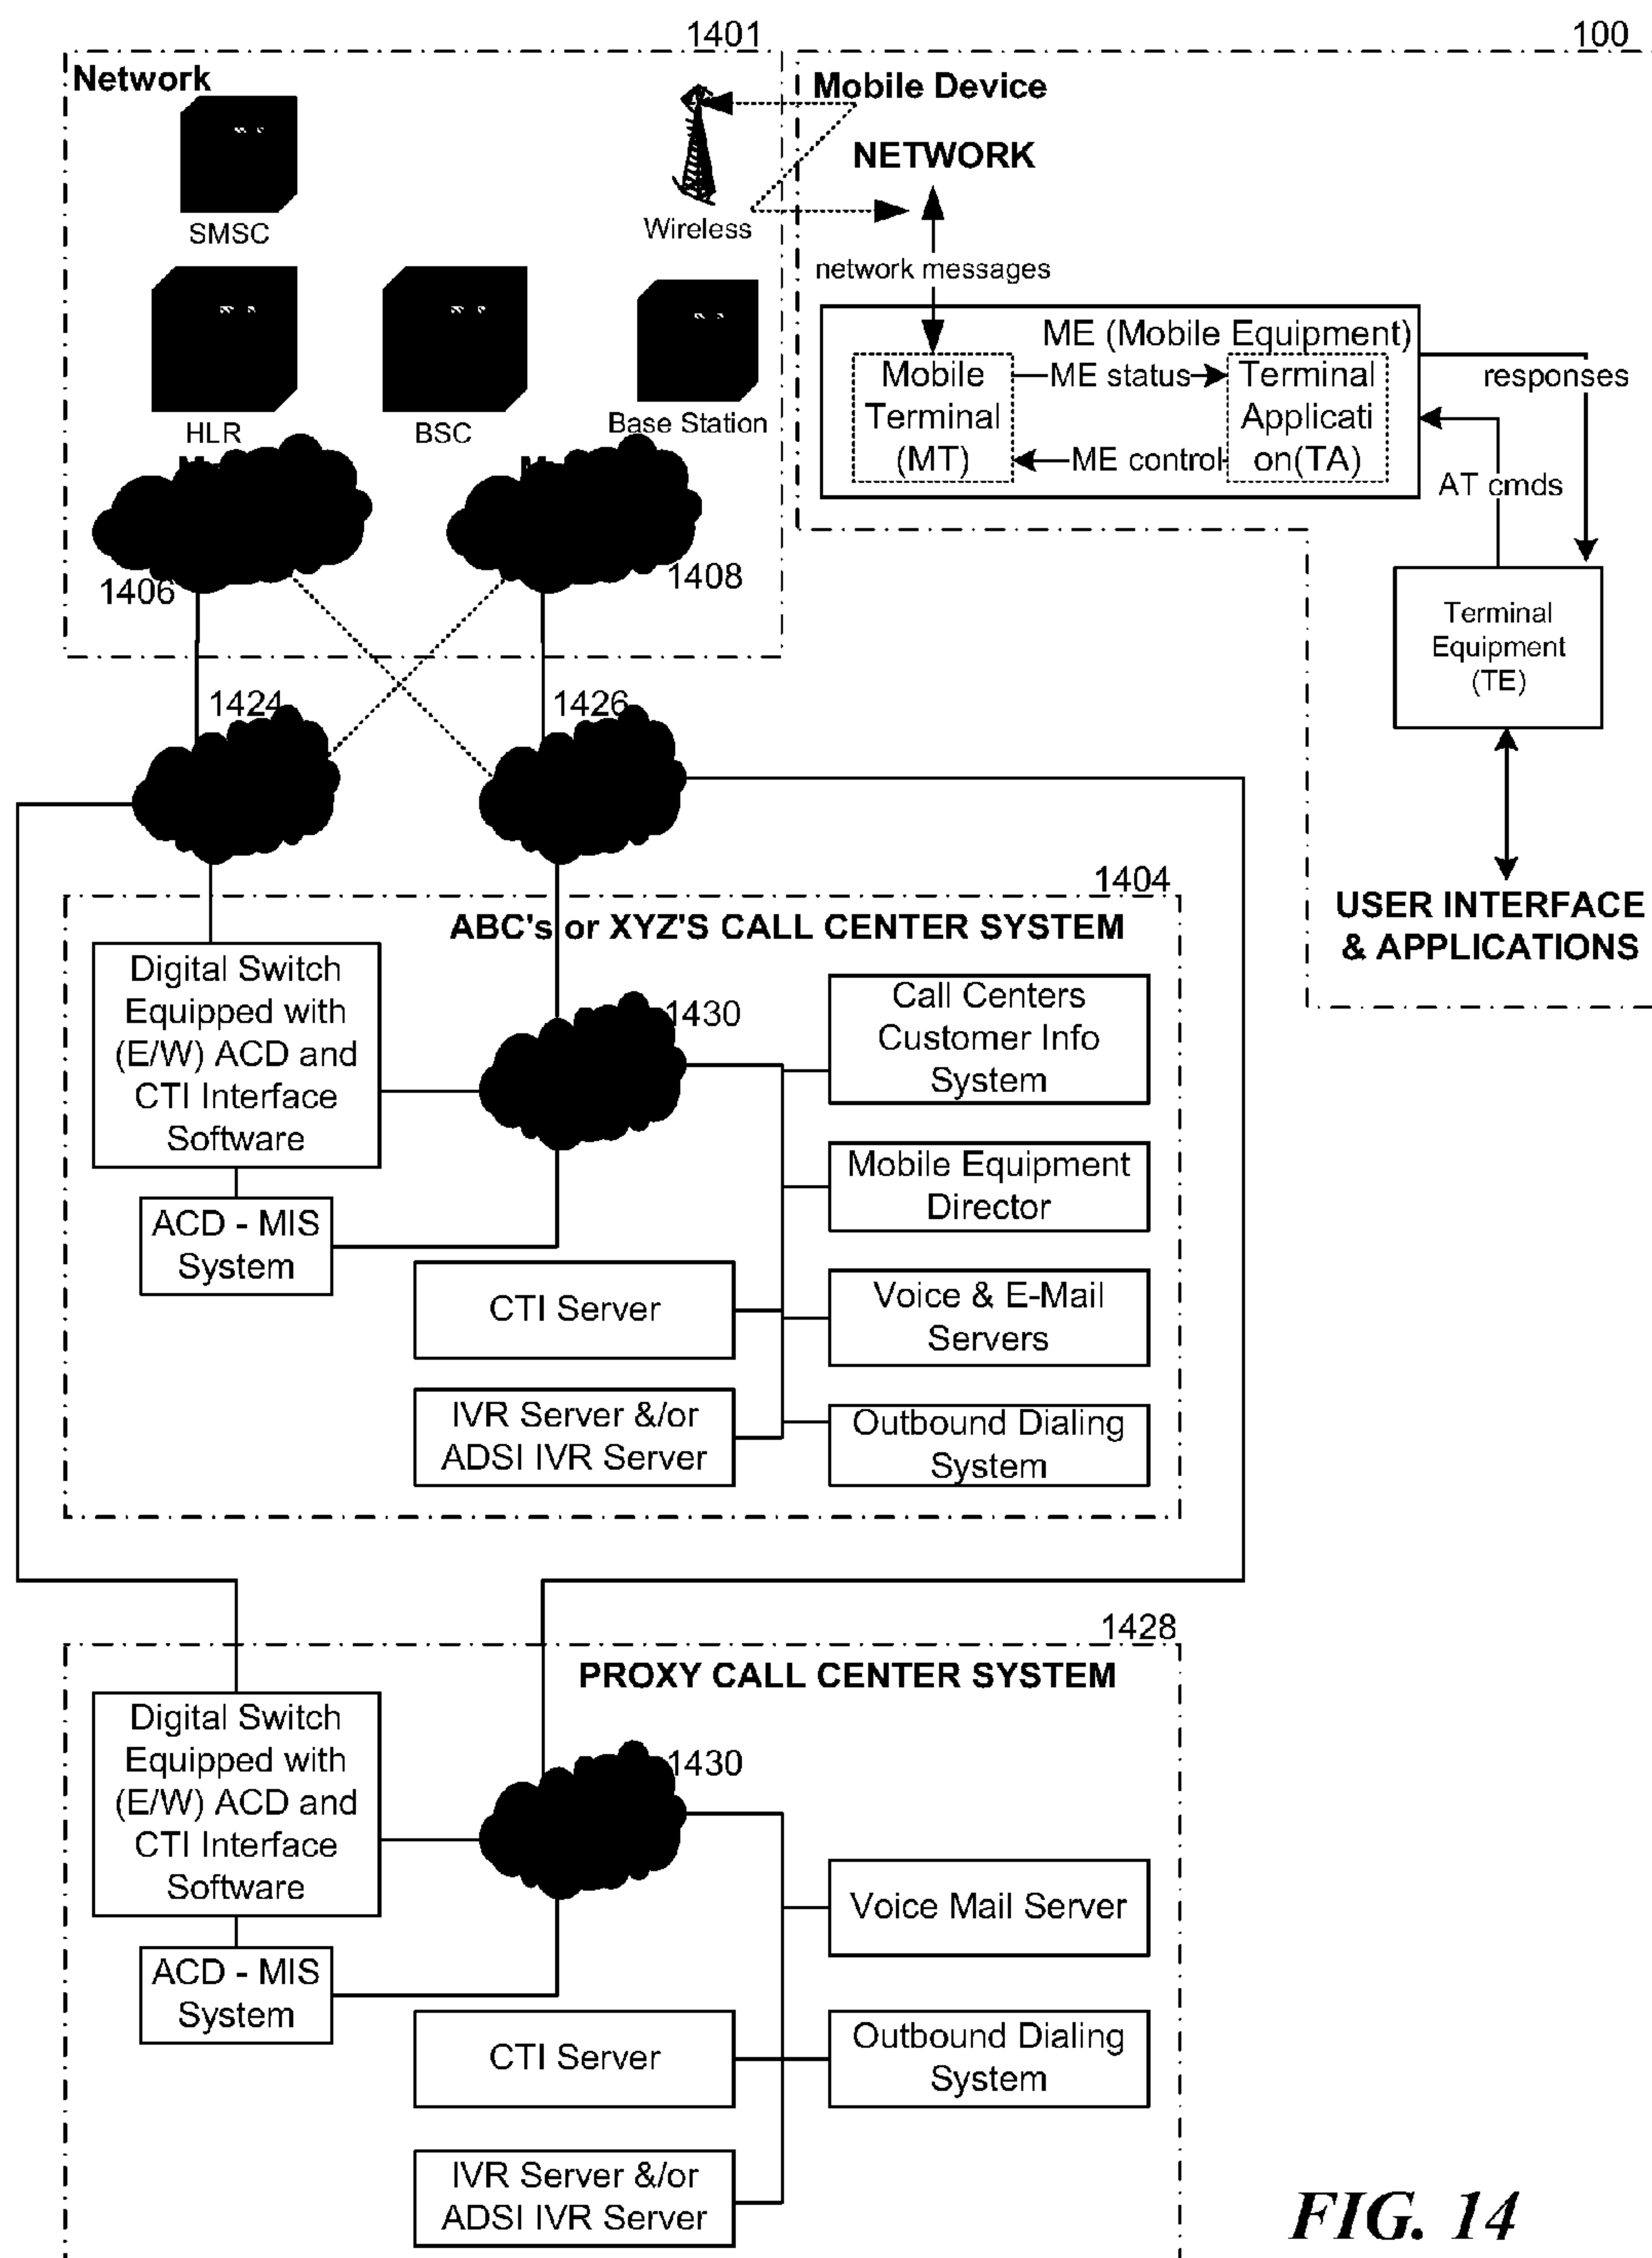 1401
100
Network
Mobile Device
NETWORK
SMSC
Wireless
network messages
HLR
BSC
Base Station
ME (Mobile Equipment)
Mobile
Terminal
(MT)
ME status
ME control
Terminal
Applicati
on(TA)
responses
AT cmds
1406
1408
Terminal
Equipment
(TE)
1424
1426
USER INTERFACE
& APPLICATIONS
1404
ABC's or XYZ'S CALL CENTER SYSTEM
Digital Switch
Equipped with
(E/W) ACD and
CTI Interface
Software
1430
Call Centers
Customer Info
System
Mobile Equipment
Director
ACD - MIS
System
CTI Server
Voice & E-Mail
Servers
IVR Server &/or
ADSI IVR Server
Outbound Dialing
System
1428
PROXY CALL CENTER SYSTEM
Digital Switch
Equipped with
(E/W) ACD and
CTI Interface
Software
1430
Voice Mail Server
ACD - MIS
System
CTI Server
Outbound Dialing
System
IVR Server &/or
ADSI IVR Server
FIG. 14